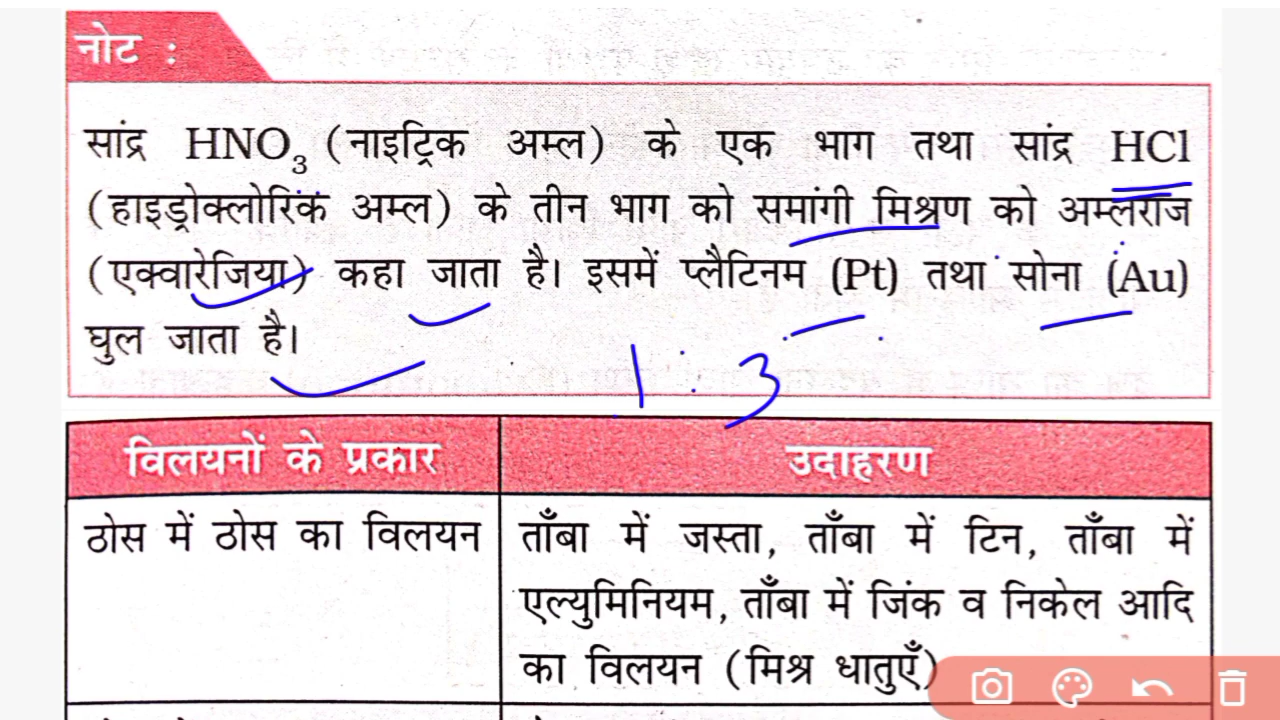 नोट :
सांद्र HNO₃ (नाइट्रिक अम्ल) के एक भाग तथा सांद्र HCl
(हाइड्रोक्लोरिक अम्ल) के तीन भाग को समांगी मिश्रण को अम्लराज
(एक्वारेजिया) कहा जाता है। इसमें प्लैटिनम (Pt) तथा सोना (Au)
घुल जाता है।
1 : 3
विलयनों के प्रकार
उदाहरण
ठोस में ठोस का विलयन
ताँबा में जस्ता, ताँबा में टिन, ताँबा में
एल्युमिनियम, ताँबा में जिंक व निकेल आदि
का विलयन (मिश्र धातुएँ)